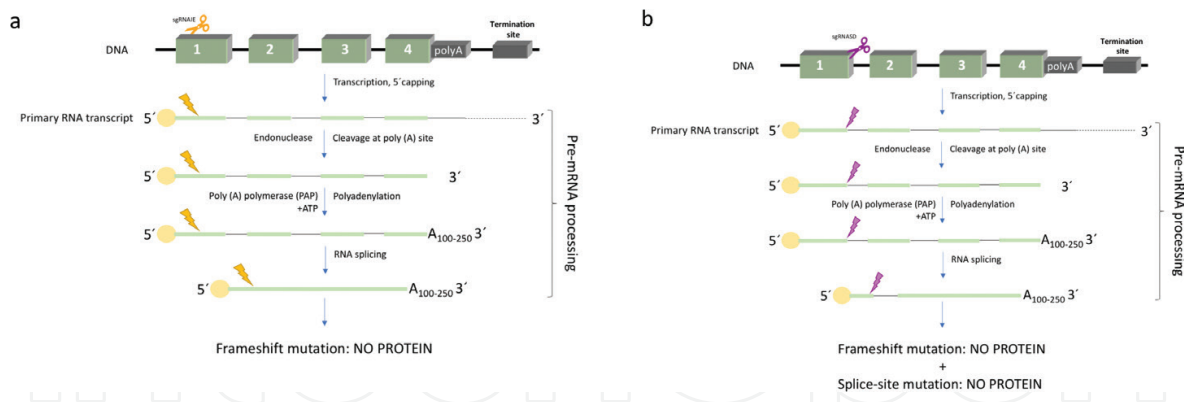 a
sgRNAIE
Termination
site
DNA
1
2
3
4
polyA
Transcription, 5´capping
Primary RNA transcript
5´
3´
Endonuclease
Cleavage at poly (A) site
5´
3´
Poly (A) polymerase (PAP)
+ATP
Polyadenylation
5´
A100-250 3´
RNA splicing
5´
A100-250 3´
Pre-mRNA processing
Frameshift mutation: NO PROTEIN
b
sgRNASD
Termination
site
DNA
1
2
3
4
polyA
Transcription, 5´capping
Primary RNA transcript
5´
3´
Endonuclease
Cleavage at poly (A) site
5´
3´
Poly (A) polymerase (PAP)
+ATP
Polyadenylation
5´
A100-250 3´
RNA splicing
5´
A100-250 3´
Pre-mRNA processing
Frameshift mutation: NO PROTEIN
+
Splice-site mutation: NO PROTEIN